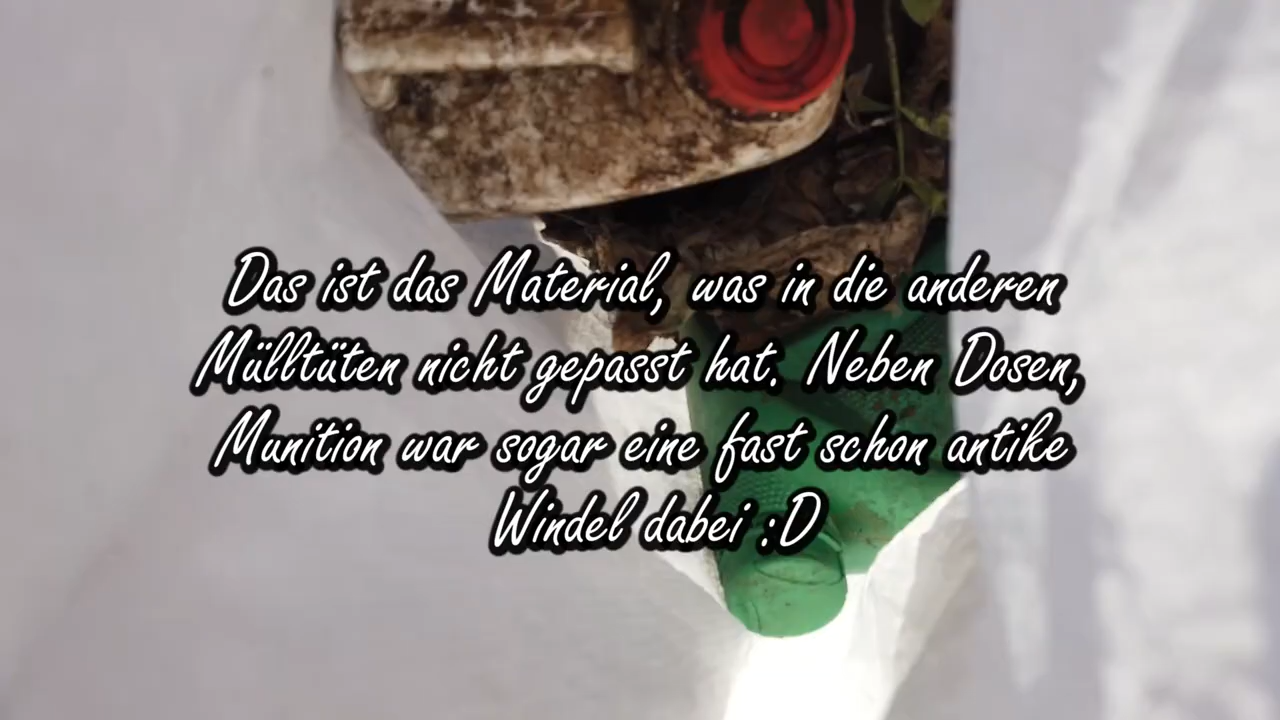 Das ist das Material, was in die anderen
Mülltüten nicht gepasst hat. Neben Dosen,
Munition war sogar eine fast schon antike
Windel dabei :D